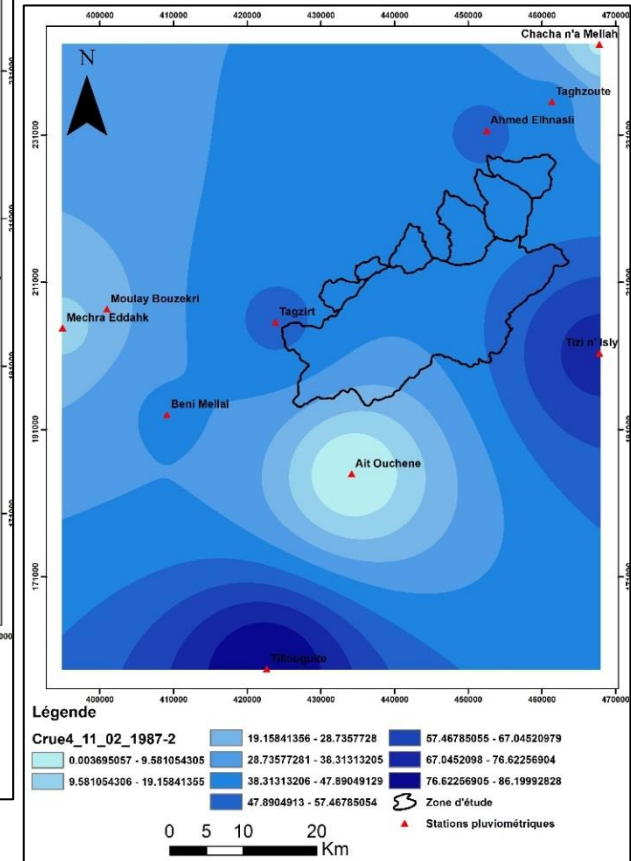 400000 410000 420000 430000 440000 450000 460000 470000
Chacha n'a Mellah
N
Taghzoute
Ahmed Elhnasli
231000
231000
211000
211000
Moulay Bouzekri
Mechra Eddahk
Tagzirt
Tizi n' Isly
Beni Mellal
191000
Ait Ouchene
171000
171000
Tillouguite
400000 410000 420000 430000 440000 450000 460000 470000
Légende
Crue4_11_02_1987-2
0.003695057 - 9.581054305
9.581054306 - 19.15841355
19.15841356 - 28.7357728
28.73577281 - 38.31313205
38.31313206 - 47.89049129
47.8904913 - 57.46785054
57.46785055 - 67.04520979
67.0452098 - 76.62256904
76.62256905 - 86.19992828
Zone d'étude
Stations pluviométriques
0 5 10 20
Km